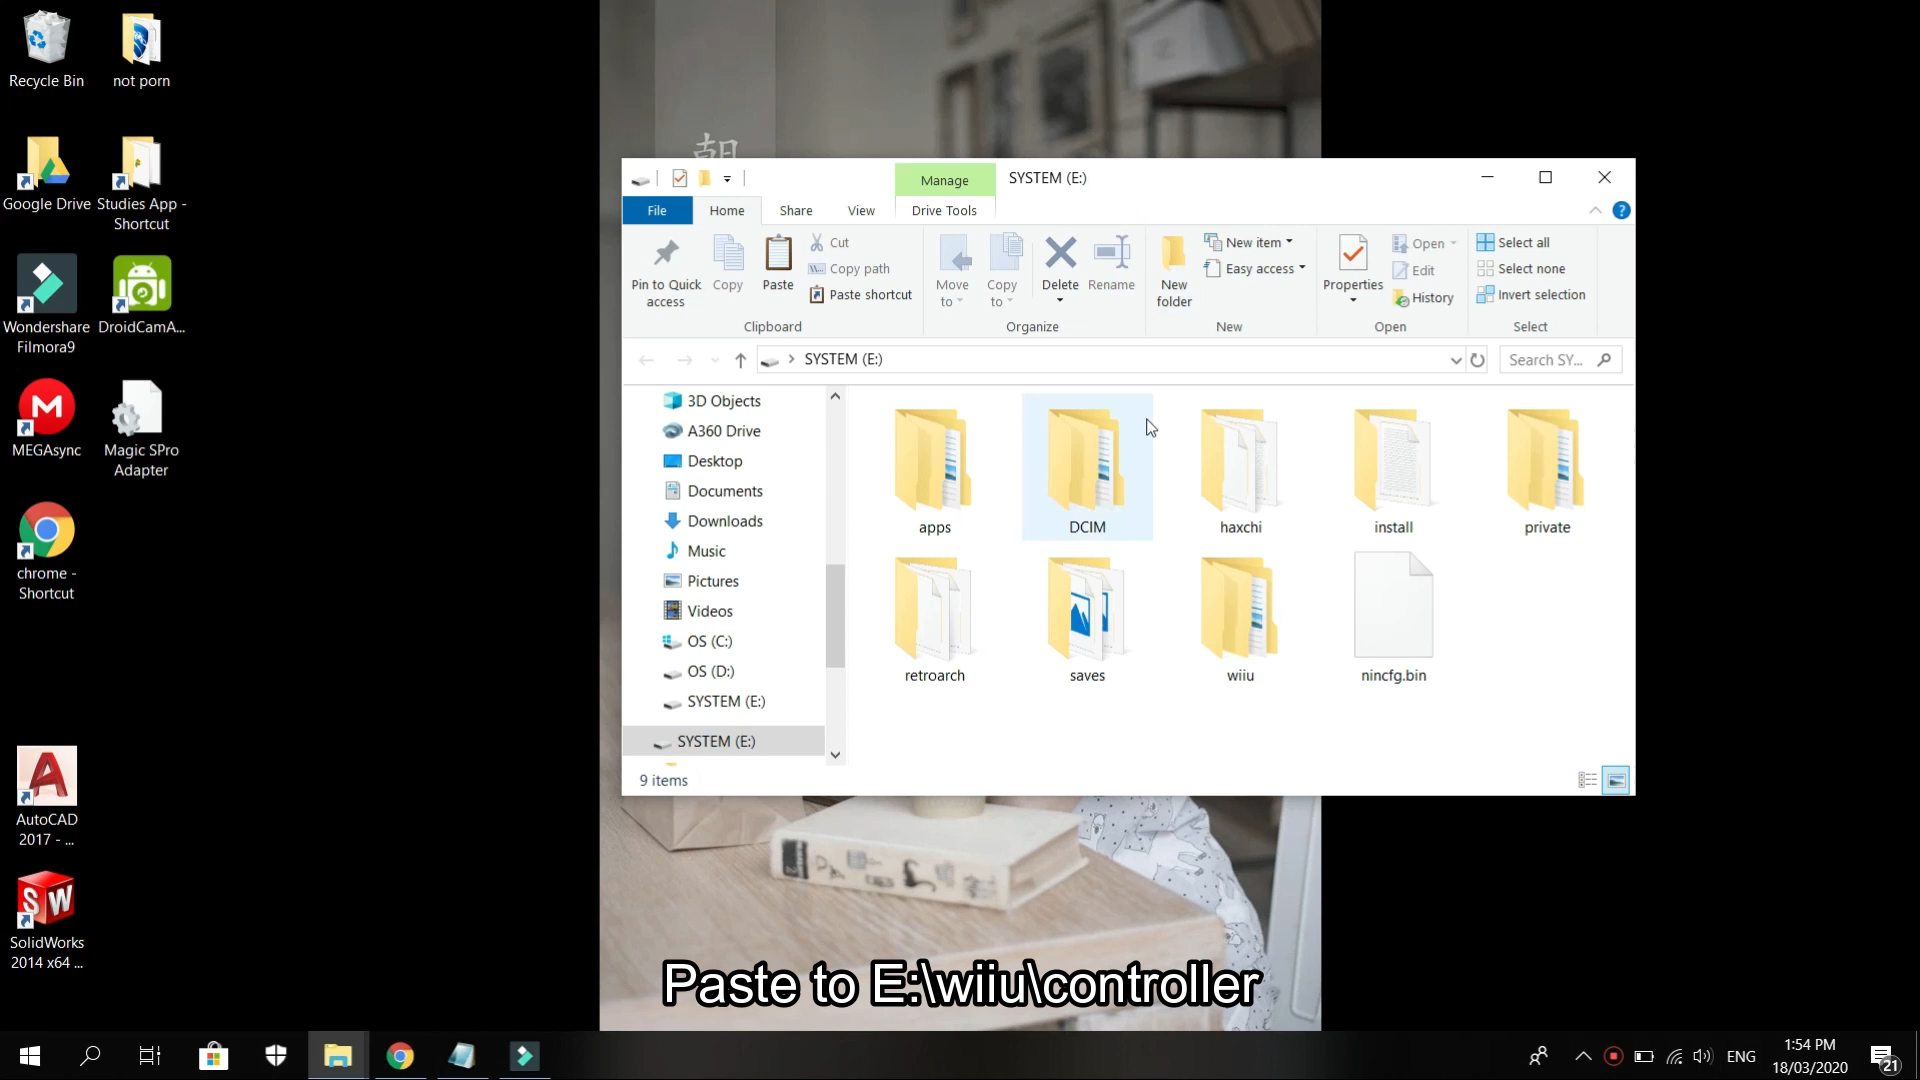 Recycle Bin
not porn
Google Drive
Studies App -
Shortcut
Wondershare
Filmora9
DroidCamA...
MEGAsync
Magic SPro
Adapter
chrome -
Shortcut
AutoCAD
2017 - ...
SolidWorks
2014 x64 ...
朝
Manage
SYSTEM (E:)
File
Home
Share
View
Drive Tools
Pin to Quick
access
Copy
Paste
Cut
Copy path
Paste shortcut
Clipboard
Move
to
Copy
to
Delete
Rename
Organize
New
folder
New item
Easy access
New
Properties
Open
Edit
History
Open
Select all
Select none
Invert selection
Select
SYSTEM (E:)
Search SY...
3D Objects
A360 Drive
Desktop
Documents
Downloads
Music
Pictures
Videos
OS (C:)
OS (D:)
SYSTEM (E:)
SYSTEM (E:)
apps
DCIM
haxchi
install
private
retroarch
saves
wiiu
nincfg.bin
9 items
Paste to E:\wiiu\controller
ENG
1:54 PM
18/03/2020
21